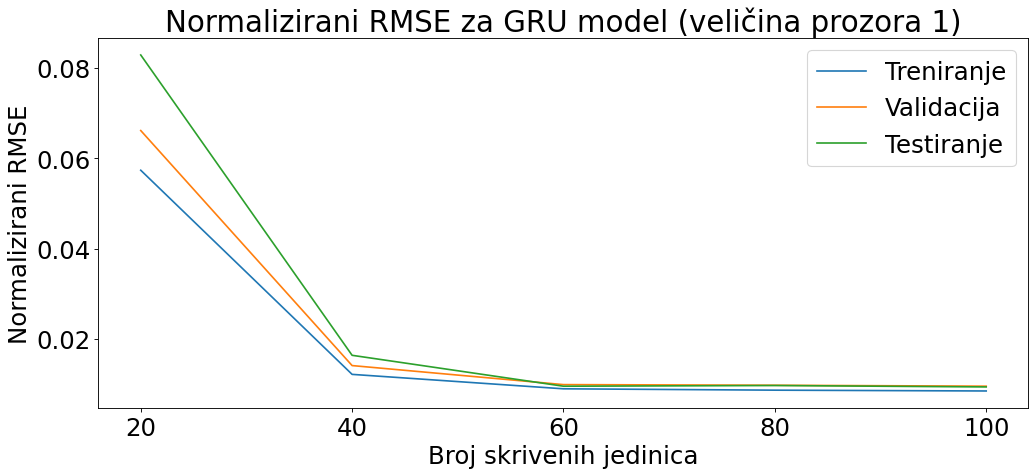 Normalizirani RMSE za GRU model (veličina prozora 1)
Normalizirani RMSE
0.08
0.06
0.04
0.02
Treniranje
Validacija
Testiranje
20 40 60 80 100
Broj skrivenih jedinica